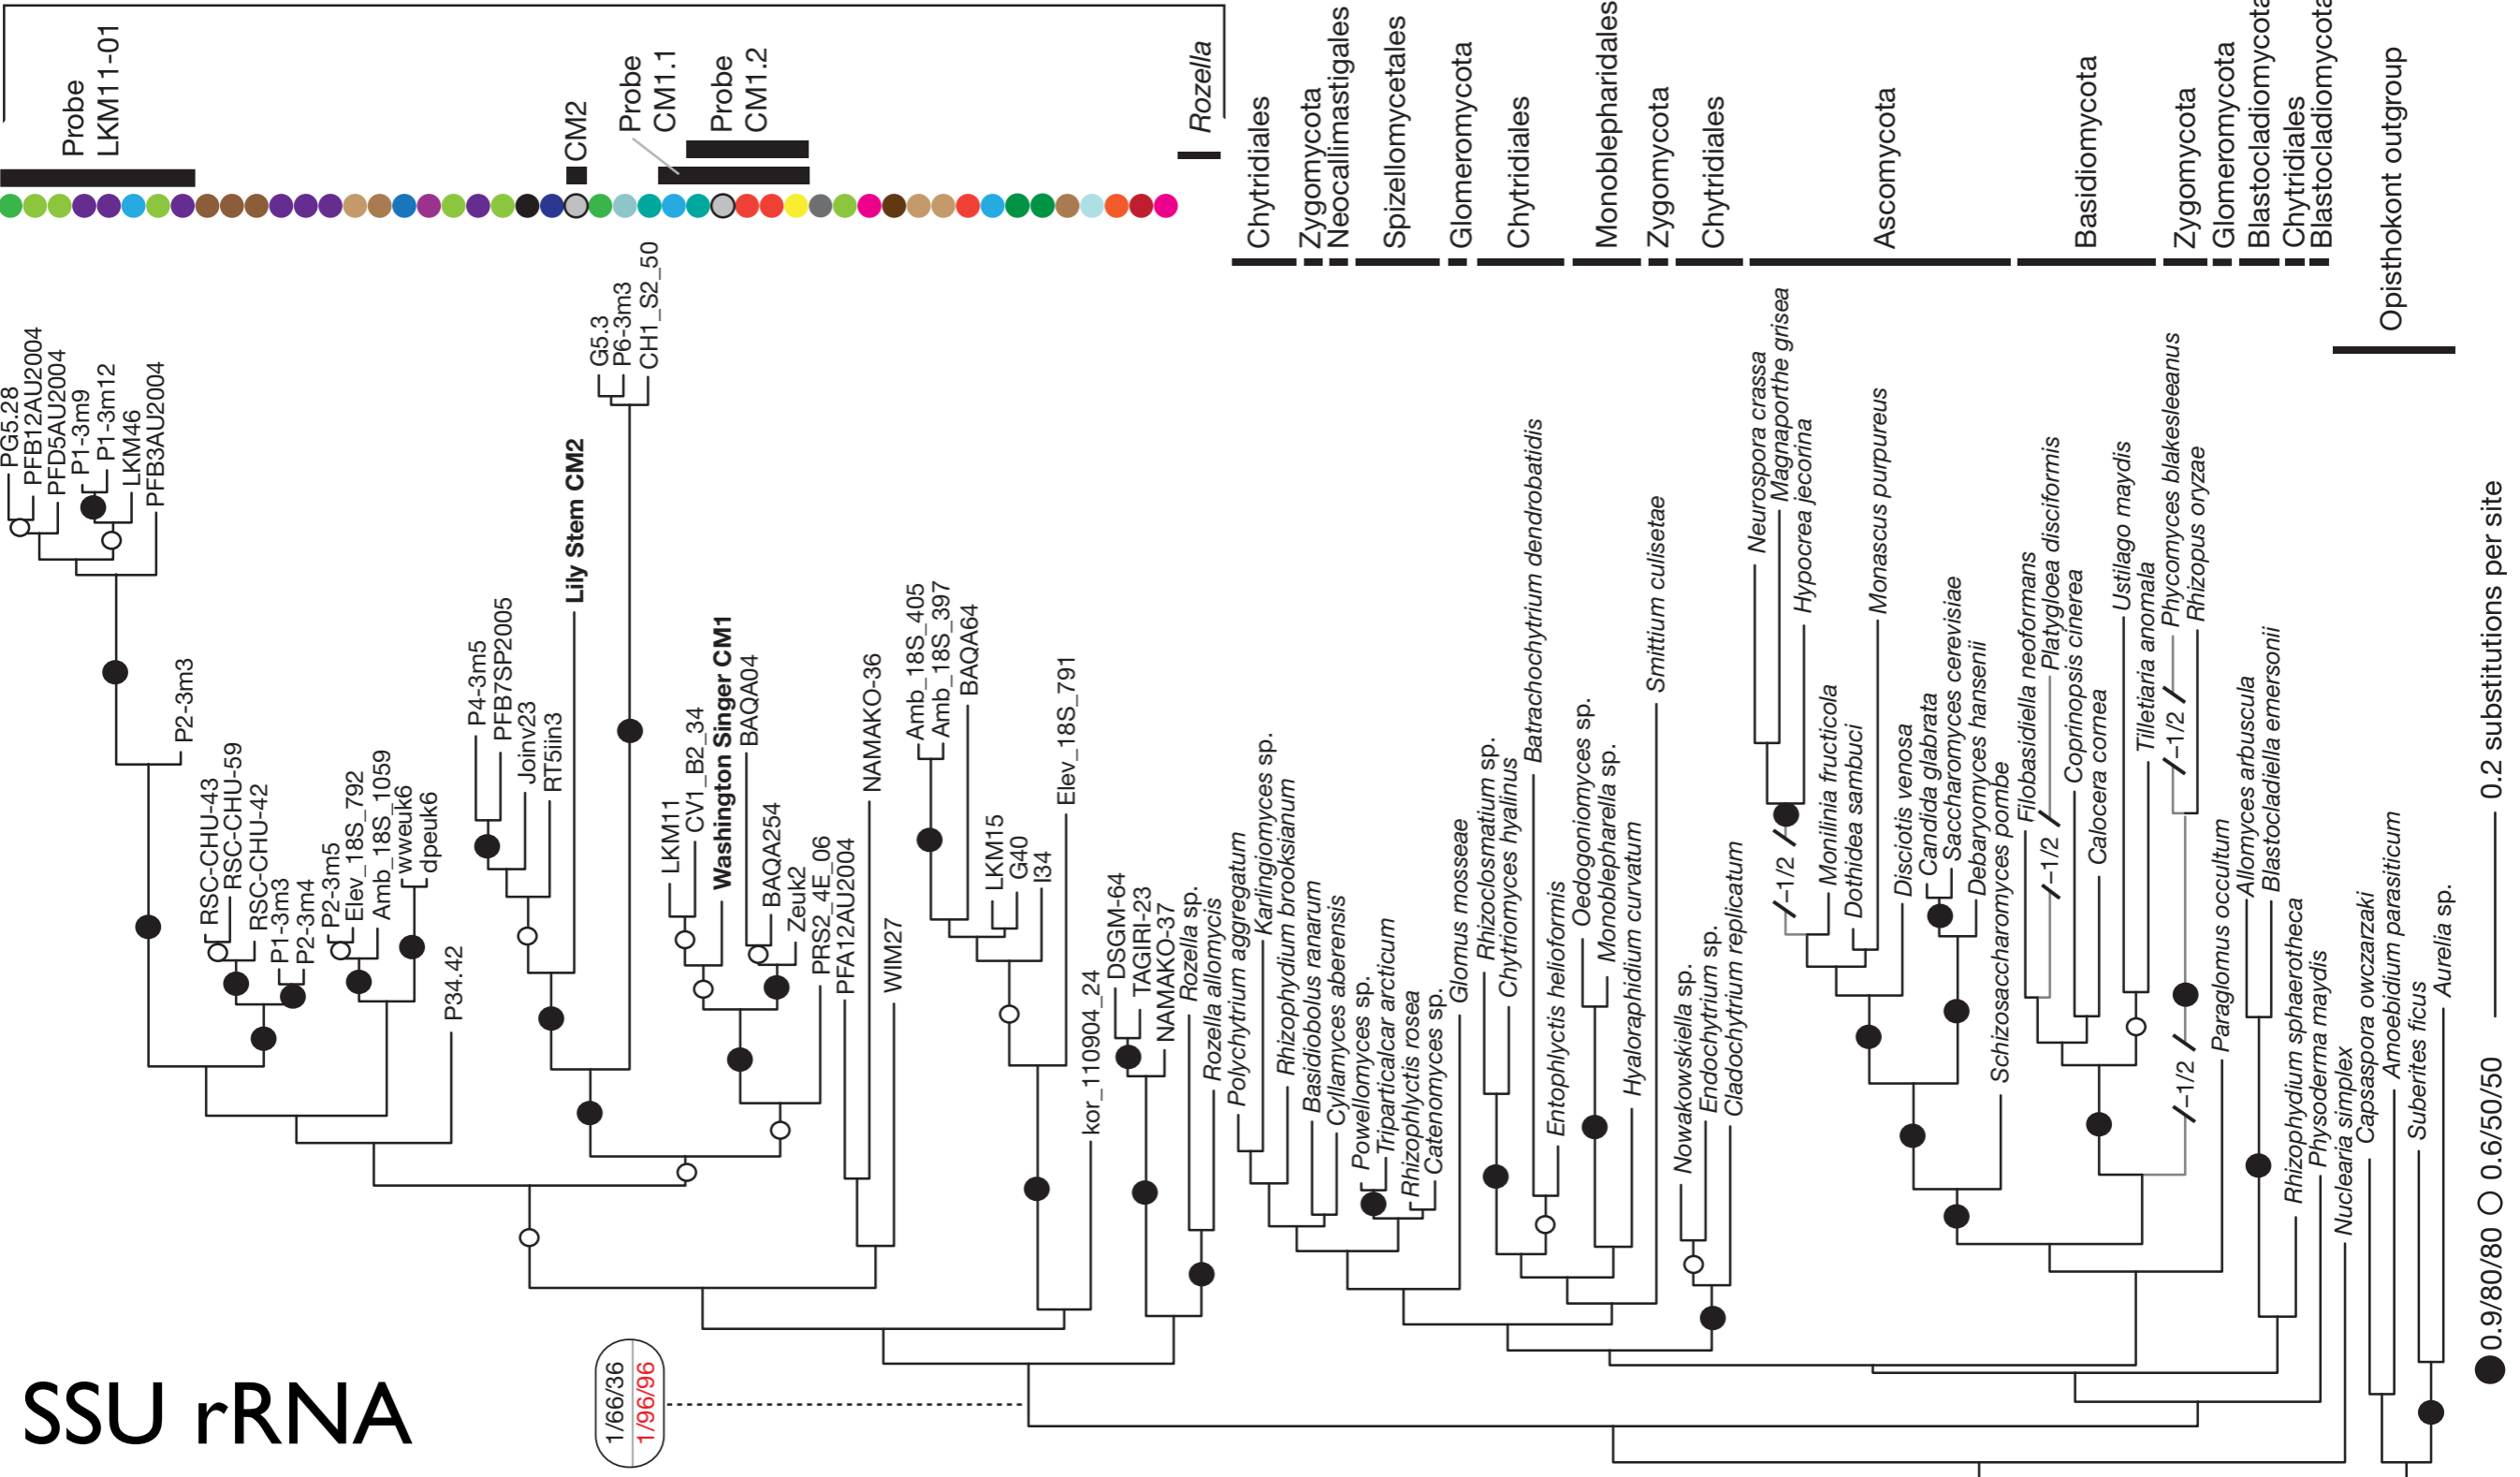 SSU rRNA
1/66/36
1/96/96
Probe
LKM11-01
CM2
Probe
CM1.1
Probe
CM1.2
Rozella
Chytridiales
Zygomycota
Neocallimastigales
Spizellomycetales
Glomeromycota
Chytridiales
Monoblepharidales
Zygomycota
Chytridiales
Ascomycota
Basidiomycota
Zygomycota
Glomeromycota
Blastocladiomycota
Chytridiales
Blastocladiomycota
Opisthokont outgroup
PG5.28
PFB12AU2004
PFD5AU2004
P1-3m9
P1-3m12
LKM46
PFB3AU2004
P2-3m3
RSC-CHU-43
RSC-CHU-59
RSC-CHU-42
P1-3m3
P2-3m4
P2-3m5
Elev_18S_792
Amb_18S_1059
wweuk6
dpeuk6
P34.42
P4-3m5
PFB7SP2005
Joinv23
RT5iin3
Lily Stem CM2
G5.3
P6-3m3
CH1_S2_50
LKM11
CV1_B2_34
Washington Singer CM1
BAQA04
BAQA254
Zeuk2
PRS2_4E_06
PFA12AU2004
NAMAKO-36
WIM27
Amb_18S_405
Amb_18S_397
BAQA64
LKM15
G40
I34
Elev_18S_791
kor_110904_24
DSGM-64
TAGIRI-23
NAMAKO-37
Rozella sp.
Rozella allomycis
Polychytrium aggregatum
Karlingiomyces sp.
Rhizophydium brooksianum
Basidiobolus ranarum
Cyllamyces aberensis
Powellomyces sp.
Triparticalcar arcticum
Rhizophlyctis rosea
Catenomyces sp.
Glomus mosseae
Rhizoclosmatium sp.
Chytriomyces hyalinus
Batrachochytrium dendrobatidis
Entophlyctis helioformis
Oedogoniomyces sp.
Monoblepharella sp.
Hyaloraphidium curvatum
Smittium culisetae
Nowakowskiella sp.
Endochytrium sp.
Cladochytrium replicatum
Neurospora crassa
Magnaporthe grisea
Hypocrea jecorina
–1/2
Monilinia fructicola
Dothidea sambuci
Monascus purpureus
Disciotis venosa
Candida glabrata
Saccharomyces cerevisiae
Debaryomyces hansenii
Schizosaccharomyces pombe
Filobasidiella neoformans
Platygloea disciformis
–1/2
Coprinopsis cinerea
Calocera cornea
Ustilago maydis
Tilletiaria anomala
Phycomyces blakesleeanus
–1/2
Rhizopus oryzae
–1/2
Paraglomus occultum
Allomyces arbuscula
Blastocladiella emersonii
Rhizophydium sphaerotheca
Physoderma maydis
Nuclearia simplex
Capsaspora owczarzaki
Amoebidium parasiticum
Suberites ficus
Aurelia sp.
0.9/80/80 0.6/50/50 0.2 substitutions per site